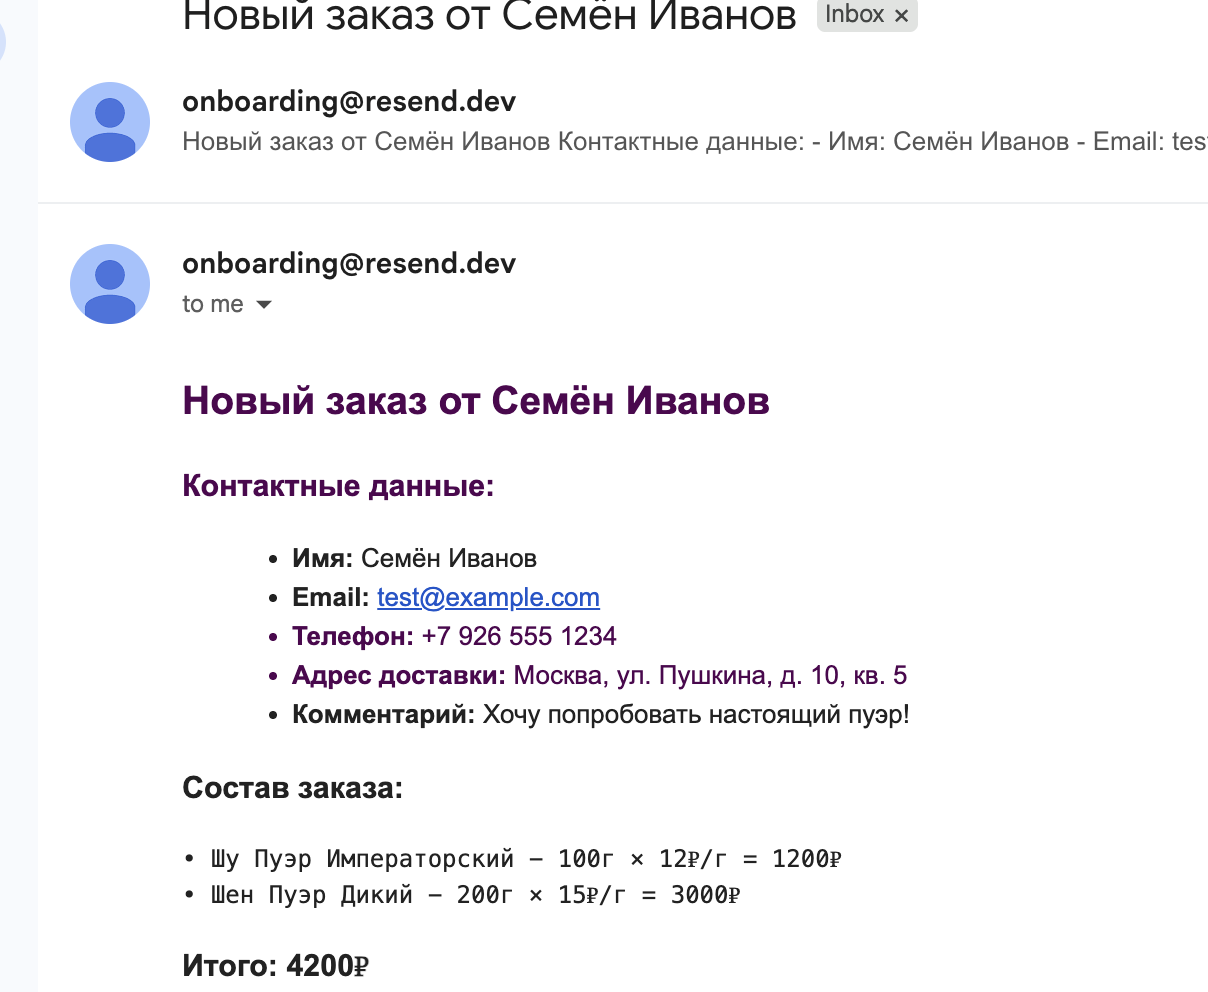 Новый заказ от Семён Иванов Inbox ×
onboarding@resend.dev
Новый заказ от Семён Иванов Контактные данные: - Имя: Семён Иванов - Email:
onboarding@resend.dev
to me
Новый заказ от Семён Иванов
Контактные данные:
• Имя: Семён Иванов
• Email: test@example.com
• Телефон: +7 926 555 1234
• Адрес доставки: Москва, ул. Пушкина, д. 10, кв. 5
• Комментарий: Хочу попробовать настоящий пуэр!
Состав заказа:
• Шу Пуэр Императорский – 100г × 12₽/г = 1200₽
• Шен Пуэр Дикий – 200г × 15₽/г = 3000₽
Итого: 4200₽